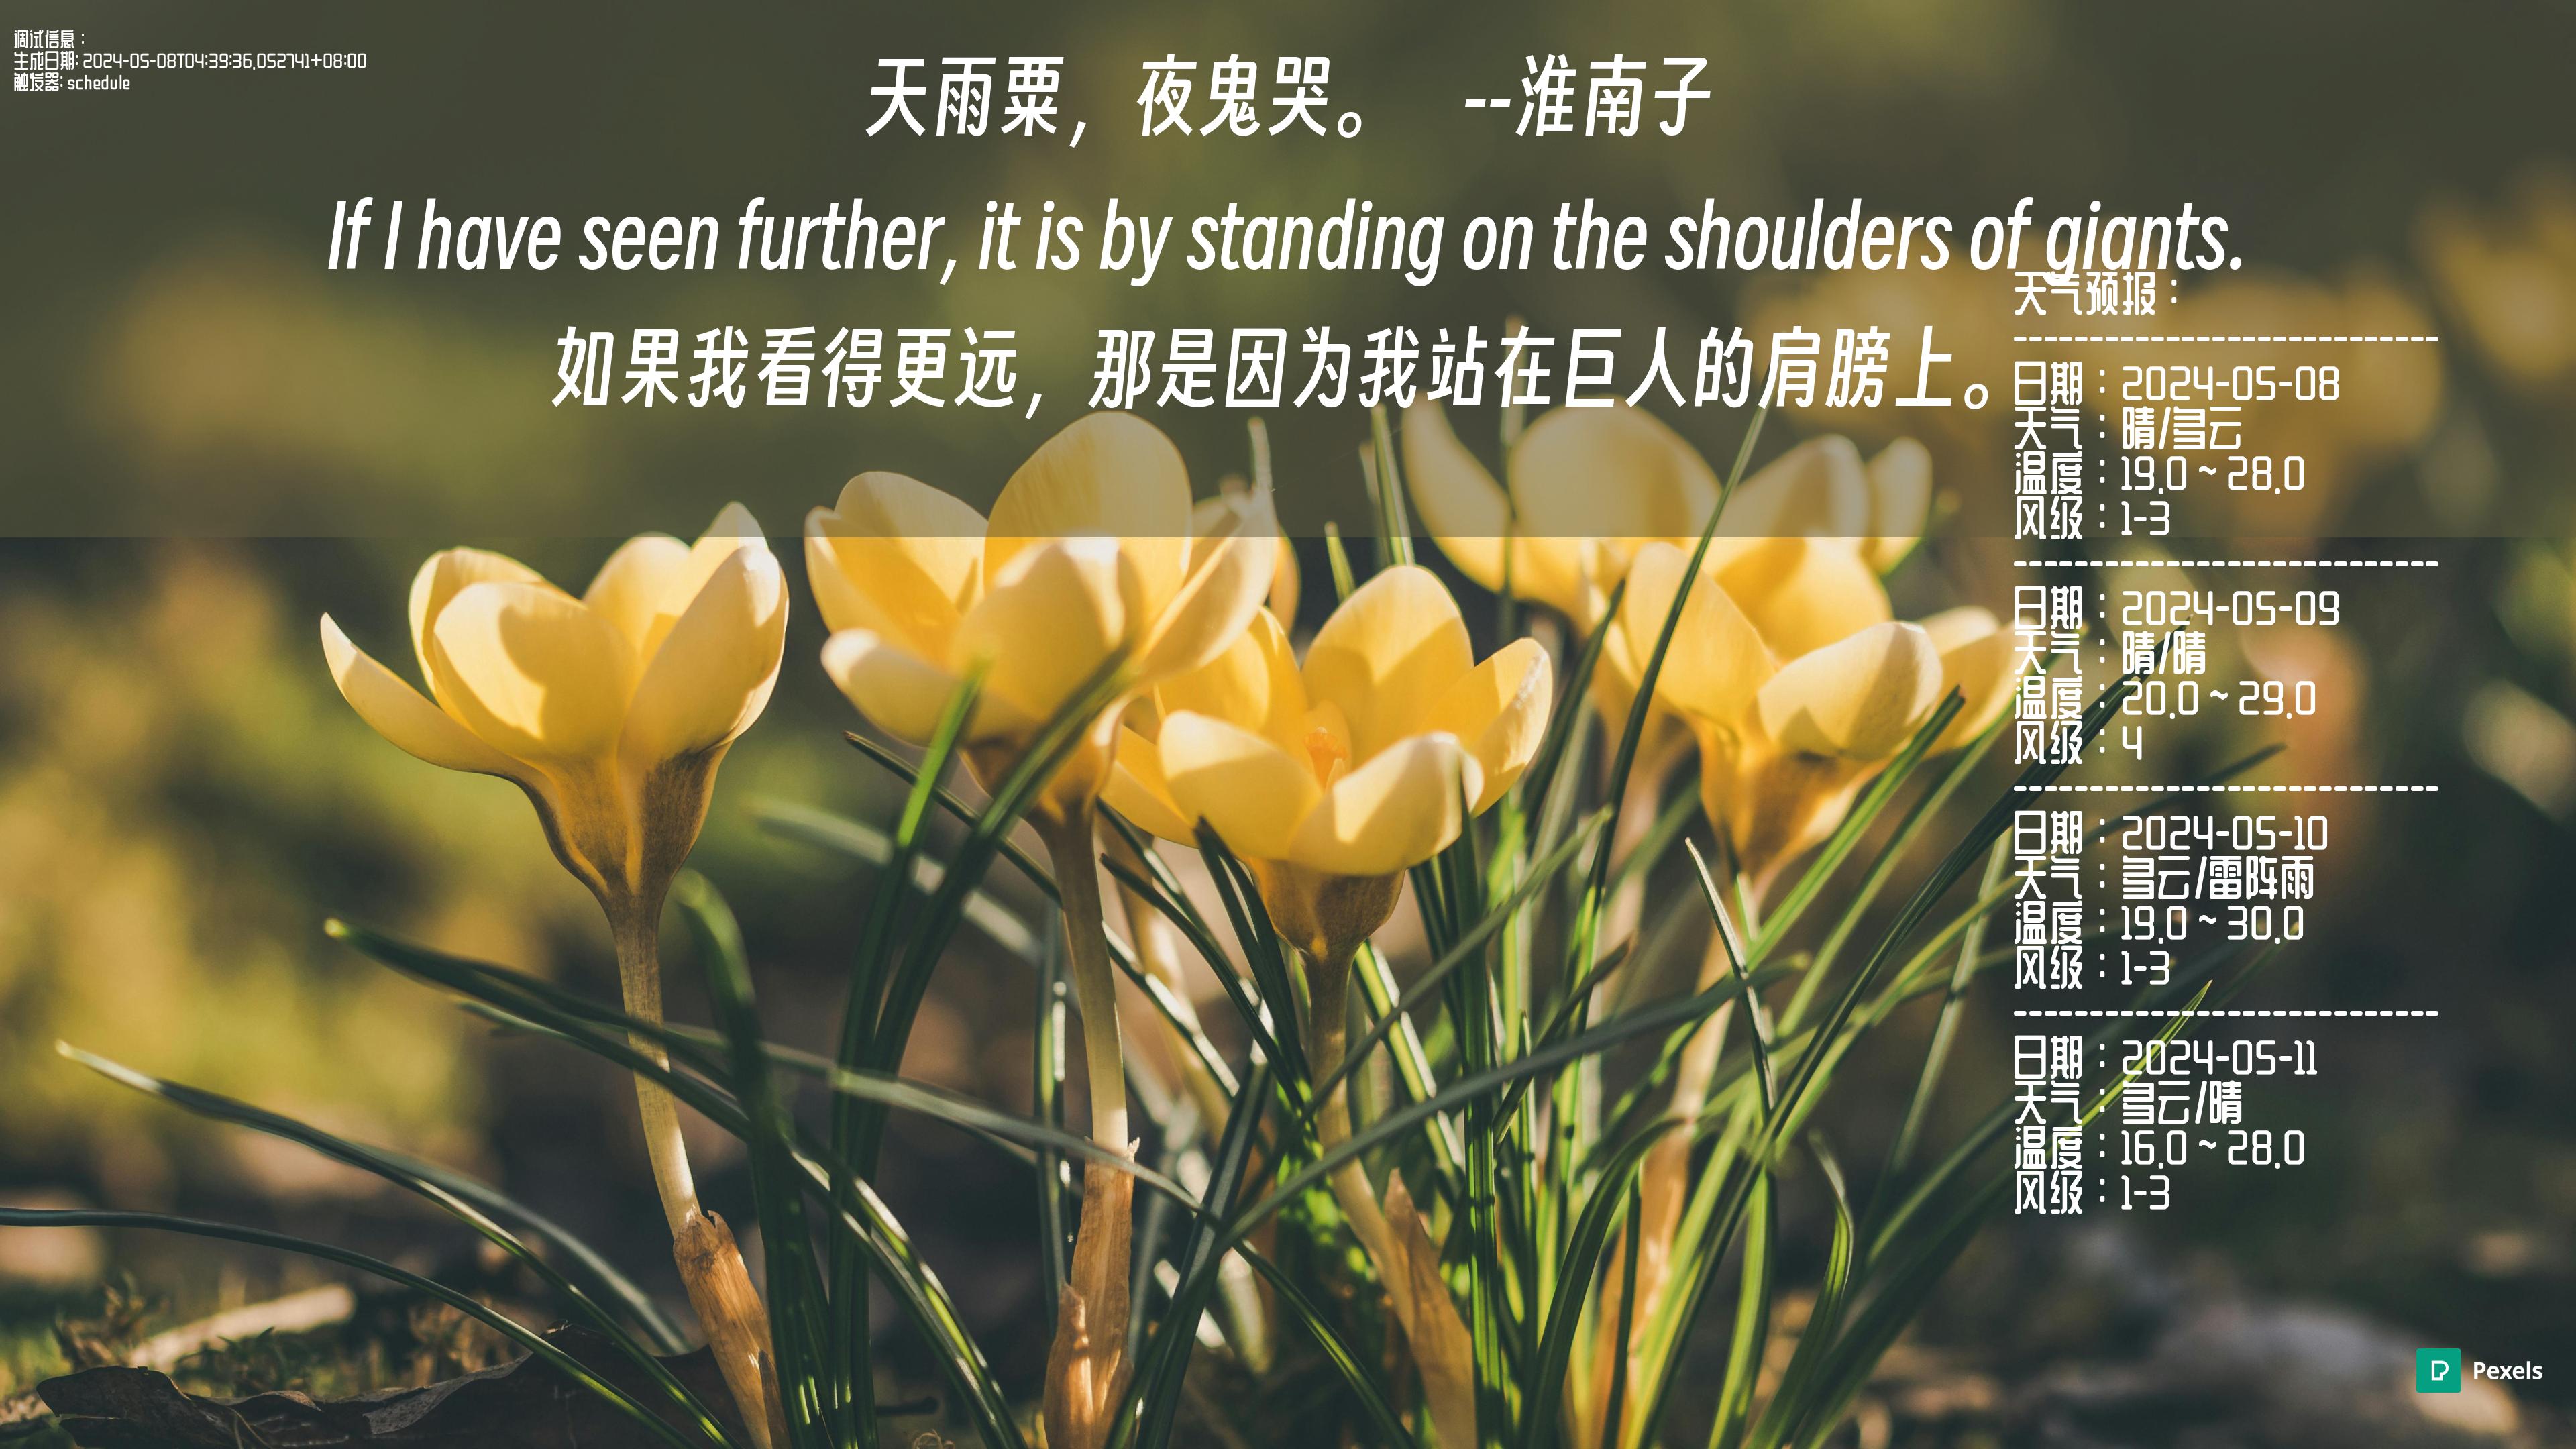 调试信息：
生成日期: 2024-05-08T04:39:36.052741+08:00
触发器: schedule
天雨粟，夜鬼哭。 --淮南子
If I have seen further, it is by standing on the shoulders of giants.
如果我看得更远，那是因为我站在巨人的肩膀上。
天气预报：
------------------------------
日期：2024-05-08
天气：晴/多云
温度：19.0 ~ 28.0
风级：1-3
------------------------------
日期：2024-05-09
天气：晴/晴
温度：20.0 ~ 29.0
风级：4
------------------------------
日期：2024-05-10
天气：多云/雷阵雨
温度：19.0 ~ 30.0
风级：1-3
------------------------------
日期：2024-05-11
天气：多云/晴
温度：16.0 ~ 28.0
风级：1-3
Pexels